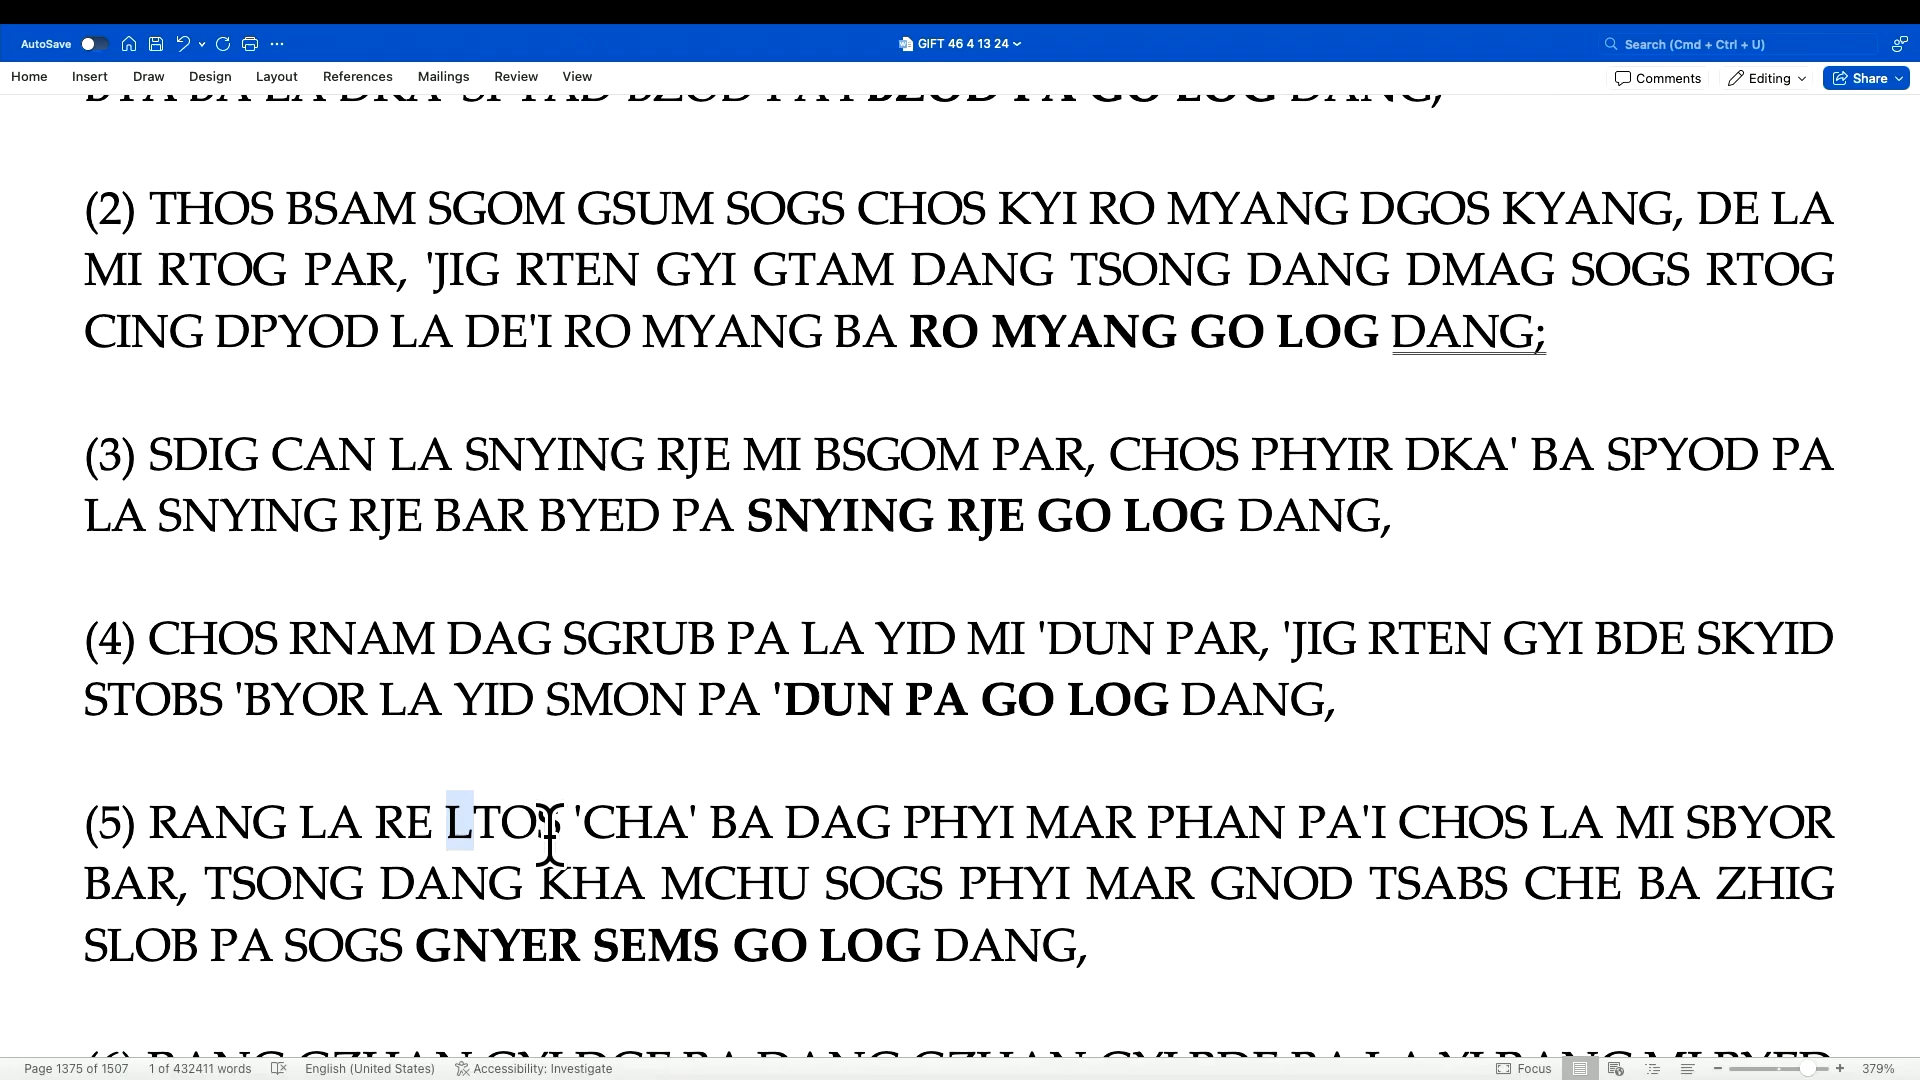 AutoSave
GIFT 46 4 13 24
Search (Cmd + Ctrl + U)
Home Insert Draw Design Layout References Mailings Review View
Comments Editing Share
(2) THOS BSAM SGOM GSUM SOGS CHOS KYI RO MYANG DGOS KYANG, DE LA
MI RTOG PAR, 'JIG RTEN GYI GTAM DANG TSONG DANG DMAG SOGS RTOG
CING DPYOD LA DE'I RO MYANG BA RO MYANG GO LOG DANG;
(3) SDIG CAN LA SNYING RJE MI BSGOM PAR, CHOS PHYIR DKA' BA SPYOD PA
LA SNYING RJE BAR BYED PA SNYING RJE GO LOG DANG,
(4) CHOS RNAM DAG SGRUB PA LA YID MI 'DUN PAR, 'JIG RTEN GYI BDE SKYID
STOBS 'BYOR LA YID SMON PA 'DUN PA GO LOG DANG,
(5) RANG LA RE LTOS 'CHA' BA DAG PHYI MAR PHAN PA'I CHOS LA MI SBYOR
BAR, TSONG DANG KHA MCHU SOGS PHYI MAR GNOD TSABS CHE BA ZHIG
SLOB PA SOGS GNYER SEMS GO LOG DANG,
Page 1375 of 1507 1 of 432411 words English (United States) Accessibility: Investigate Focus 379%